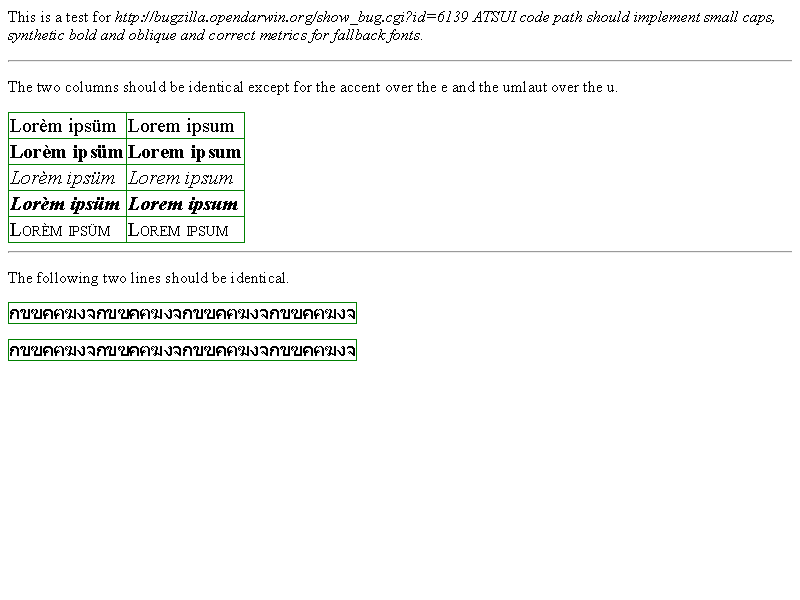 This is a test for http://bugzilla.opendarwin.org/show_bug.cgi?id=6139 ATSUI code path should implement small caps,
synthetic bold and oblique and correct metrics for fallback fonts.
The two columns should be identical except for the accent over the e and the umlaut over the u.
Lorèm ipsüm Lorem ipsum
Lorèm ipsüm Lorem ipsum
Lorèm ipsüm Lorem ipsum
Lorèm ipsüm Lorem ipsum
Lorèm ipsüm Lorem ipsum
The following two lines should be identical.
กขฃคฅฆงจกขฃคฅฆงจกขฃคฅฆงจกขฃคฅฆงจ
กขฃคฅฆงจกขฃคฅฆงจกขฃคฅฆงจกขฃคฅฆงจ